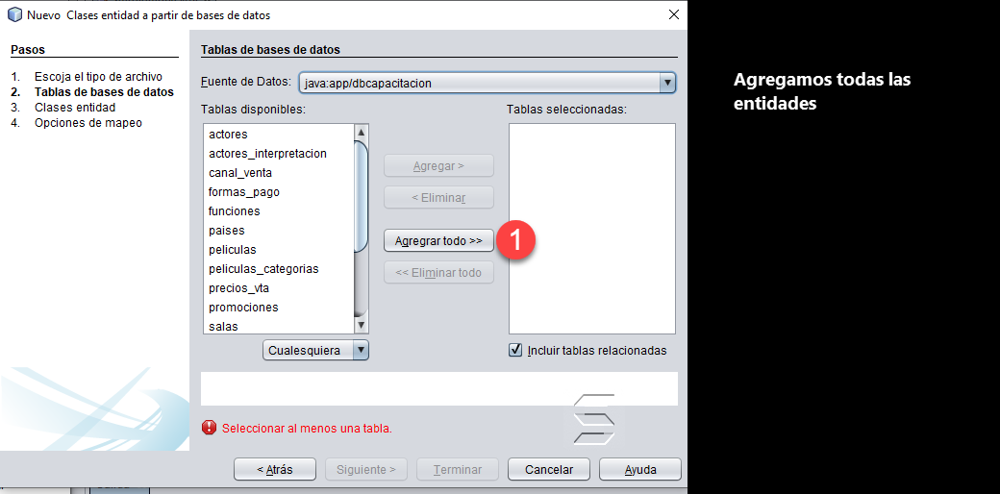 Nuevo Clases entidad a partir de bases de datos
Pasos
1. Escoja el tipo de archivo
2. Tablas de bases de datos
3. Clases entidad
4. Opciones de mapeo
Tablas de bases de datos
Fuente de Datos: java:app/dbcapacitacion
Tablas disponibles:
actores
actores_interpretacion
canal_venta
formas_pago
funciones
paises
peliculas
peliculas_categorias
precios_vta
promociones
salas
Cualesquiera
Agregar >
< Eliminar
Agregrar todo >>
1
<< Eliminar todo
Tablas seleccionadas:
Incluir tablas relacionadas
Seleccionar al menos una tabla.
< Atrás
Siguiente >
Terminar
Cancelar
Ayuda
Agregamos todas las
entidades